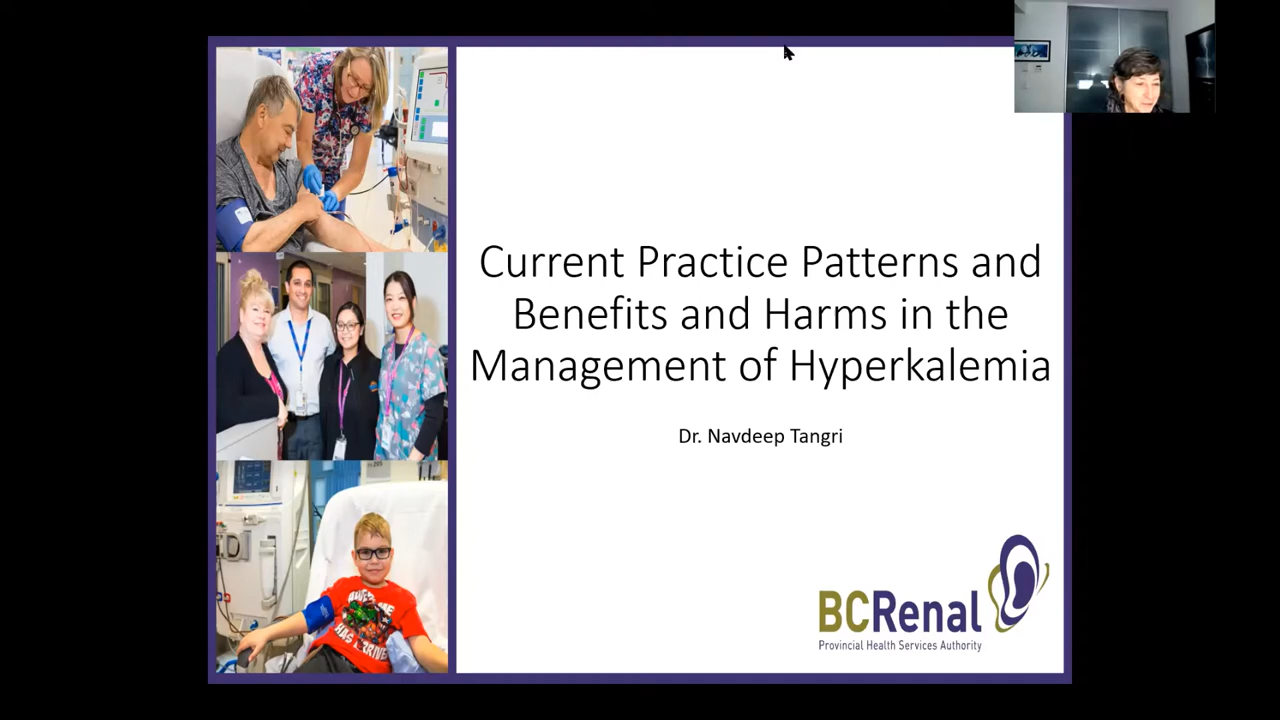 Current Practice Patterns and
Benefits and Harms in the
Management of Hyperkalemia
Dr. Navdeep Tangri
BCRenal
Provincial Health Services Authority